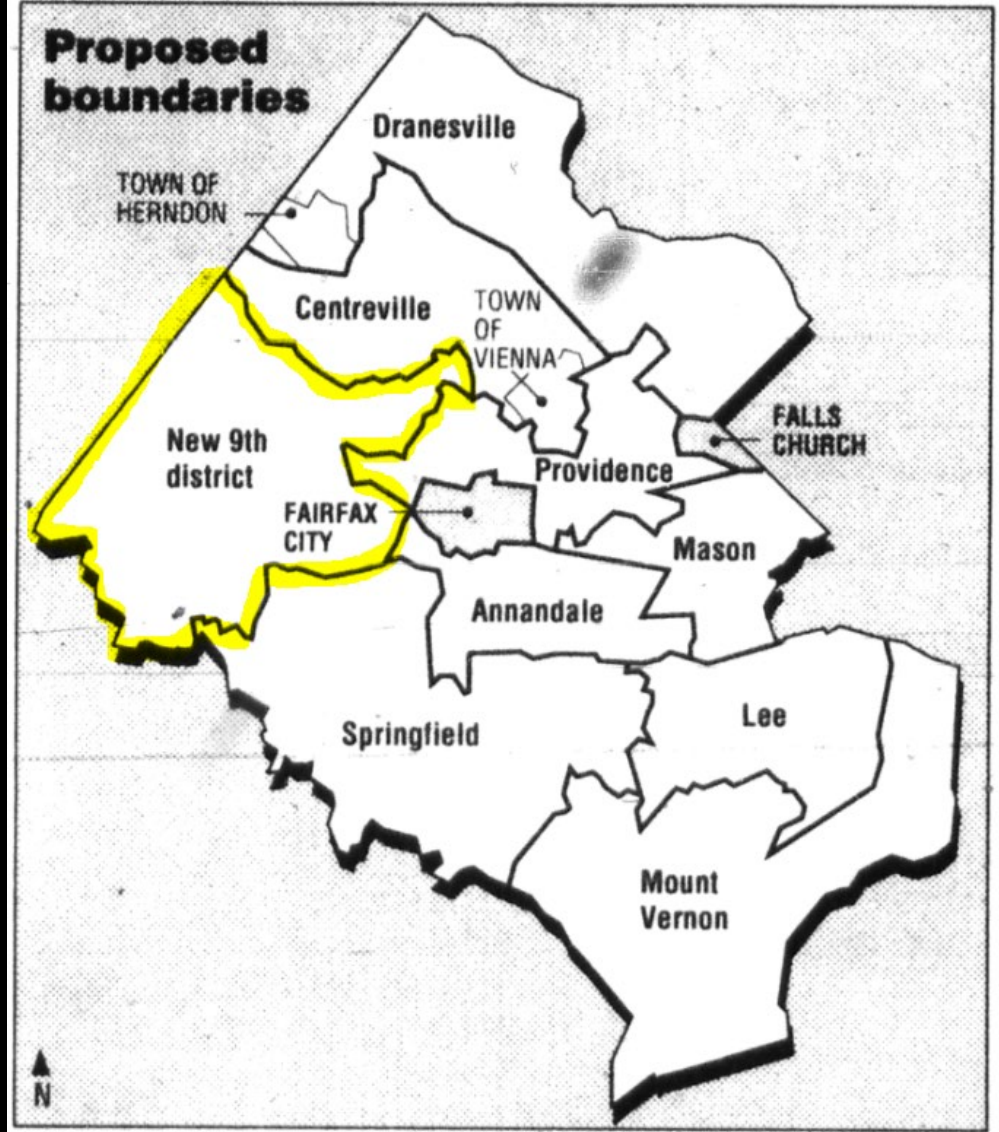 Proposed
boundaries
Dranesville
TOWN OF
HERNDON
Centreville
TOWN
OF
VIENNA
New 9th
district
FALLS
CHURCH
Providence
FAIRFAX
CITY
Mason
Annandale
Springfield
Lee
Mount
Vernon
N